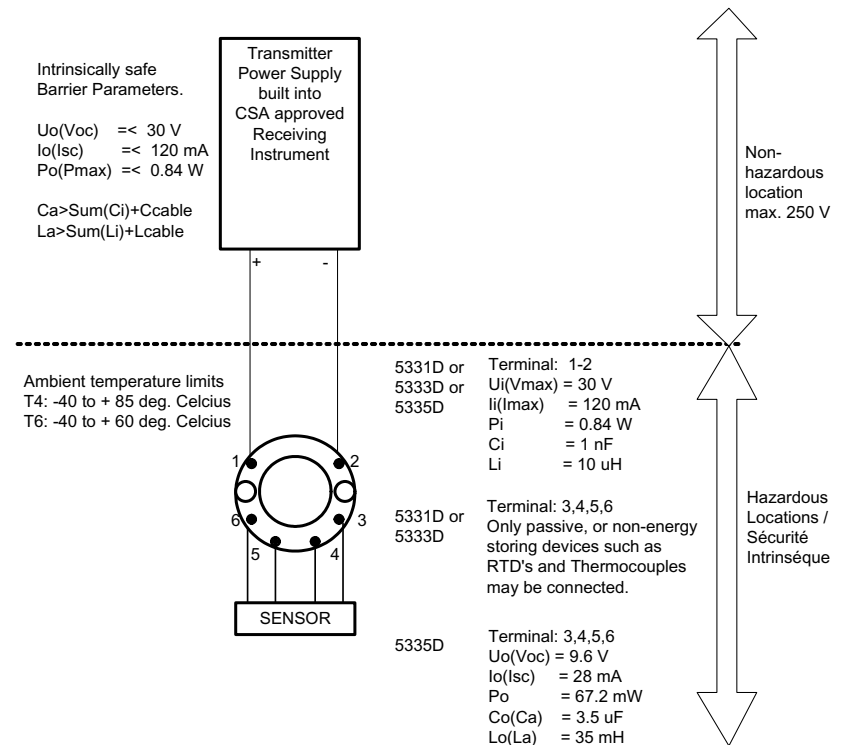 Intrinsically safe
Barrier Parameters.
Uo(Voc) =< 30 V
Io(Isc) =< 120 mA
Po(Pmax) =< 0.84 W
Ca>Sum(Ci)+Ccable
La>Sum(Li)+Lcable
Transmitter
Power Supply
built into
CSA approved
Receiving
Instrument
+ -
Non-
hazardous
location
max. 250 V
Ambient temperature limits
T4: -40 to + 85 deg. Celcius
T6: -40 to + 60 deg. Celcius
1 2
6 3
5 4
SENSOR
5331D or
5333D or
5335D
Terminal: 1-2
Ui(Vmax) = 30 V
Ii(Imax) = 120 mA
Pi = 0.84 W
Ci = 1 nF
Li = 10 uH
5331D or
5333D
Terminal: 3,4,5,6
Only passive, or non-energy
storing devices such as
RTD's and Thermocouples
may be connected.
5335D
Terminal: 3,4,5,6
Uo(Voc) = 9.6 V
Io(Isc) = 28 mA
Po = 67.2 mW
Co(Ca) = 3.5 uF
Lo(La) = 35 mH
Hazardous
Locations /
Sécurité
Intrinséque